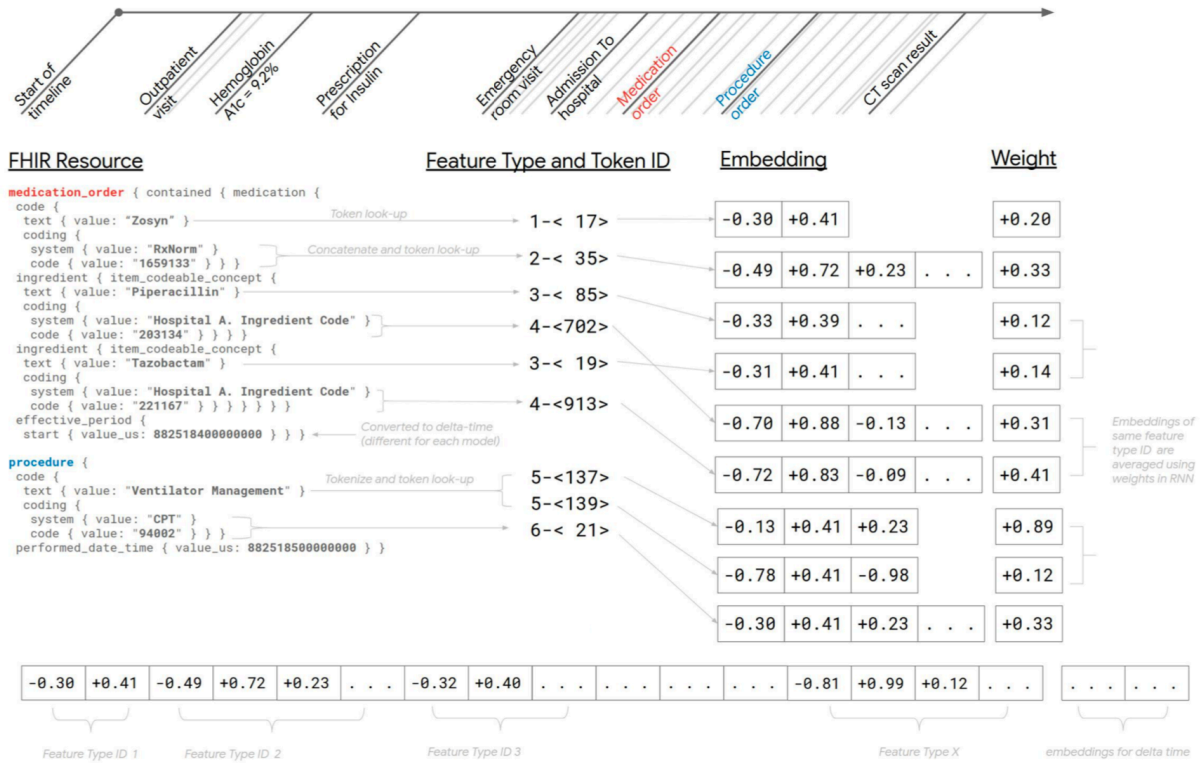 Start of
timeline
Outpatient
visit
Hemoglobin
A1c = 9.2%
Prescription
for Insulin
Emergency
room visit
Admission To
hospital
Medication
order
Procedure
order
CT scan result
FHIR Resource
Feature Type and Token ID
Embedding
Weight
medication_order { contained { medication {
code {
text { value: "Zosyn" }
Token look-up
1-< 17>
-0.30 +0.41
+0.20
coding {
system { value: "RxNorm" }
Concatenate and token look-up
2-< 35>
-0.49 +0.72 +0.23 . . .
+0.33
code { value: "1659133" } } }
ingredient { item_codeable_concept {
text { value: "Piperacillin" }
3-< 85>
-0.33 +0.39 . . .
+0.12
coding {
system { value: "Hospital A. Ingredient Code" }
4-<702>
code { value: "203134" } } } }
ingredient { item_codeable_concept {
text { value: "Tazobactam" }
3-< 19>
-0.31 +0.41 . . .
+0.14
coding {
system { value: "Hospital A. Ingredient Code" }
4-<913>
code { value: "221167" } } } } } } }
effective_period {
start { value_us: 882518400000000 } } }
Converted to delta-time
(different for each model)
-0.70 +0.88 -0.13 . . .
+0.31
Embeddings of
same feature
type ID are
averaged using
weights in RNN
-0.72 +0.83 -0.09 . . .
+0.41
procedure {
code {
text { value: "Ventilator Management" }
Tokenize and token look-up
5-<137>
5-<139>
coding {
system { value: "CPT" }
code { value: "94002" } } }
6-< 21>
performed_date_time { value_us: 882518500000000 } }
-0.13 +0.41 +0.23
+0.89
-0.78 +0.41 -0.98
+0.12
-0.30 +0.41 +0.23 . . .
+0.33
-0.30 +0.41 -0.49 +0.72 +0.23 . . . -0.32 +0.40 . . . . . . . . . . . . -0.81 +0.99 +0.12 . . . . . . . . .
Feature Type ID 1
Feature Type ID 2
Feature Type ID 3
Feature Type X
embeddings for delta time